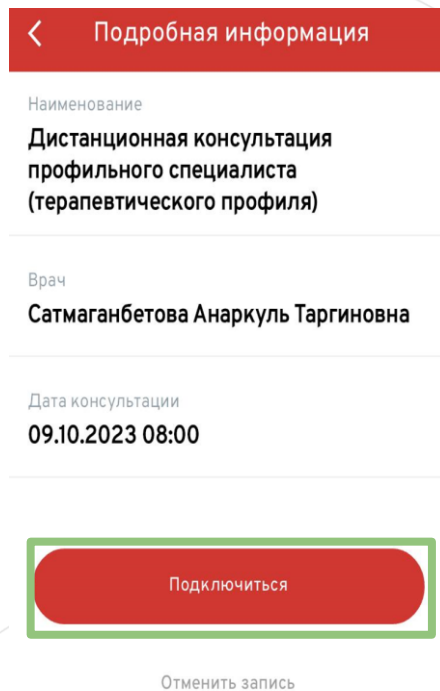 Подробная информация
Наименование
Дистанционная консультация
профильного специалиста
(терапевтического профиля)
Врач
Сатмаганбетова Анаркуль Таргиновна
Дата консультации
09.10.2023 08:00
Подключиться
Отменить запись